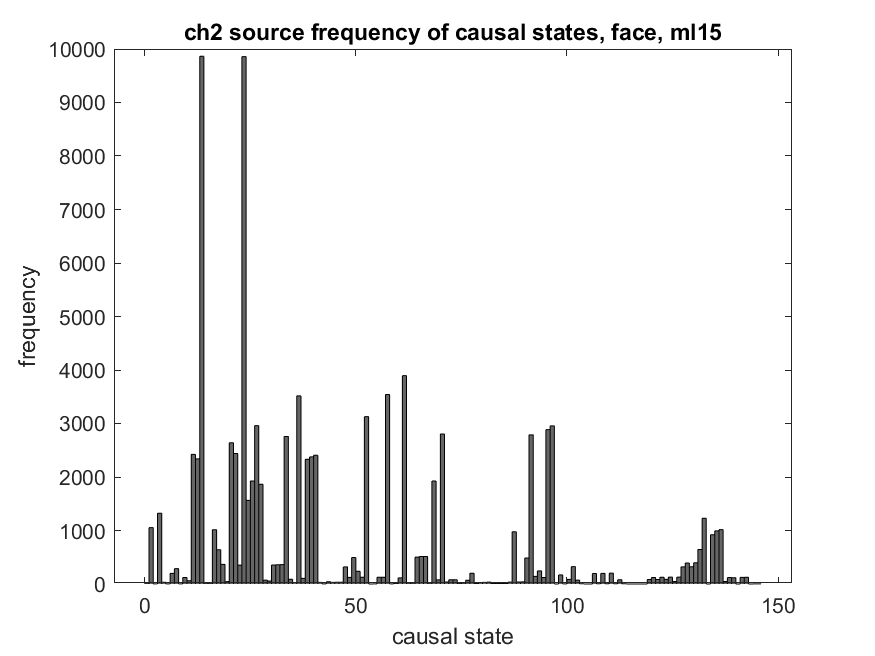 ch2 source frequency of causal states, face, ml15
10000
9000
8000
7000
6000
5000
4000
3000
2000
1000
0
frequency
0 50 100 150
causal state